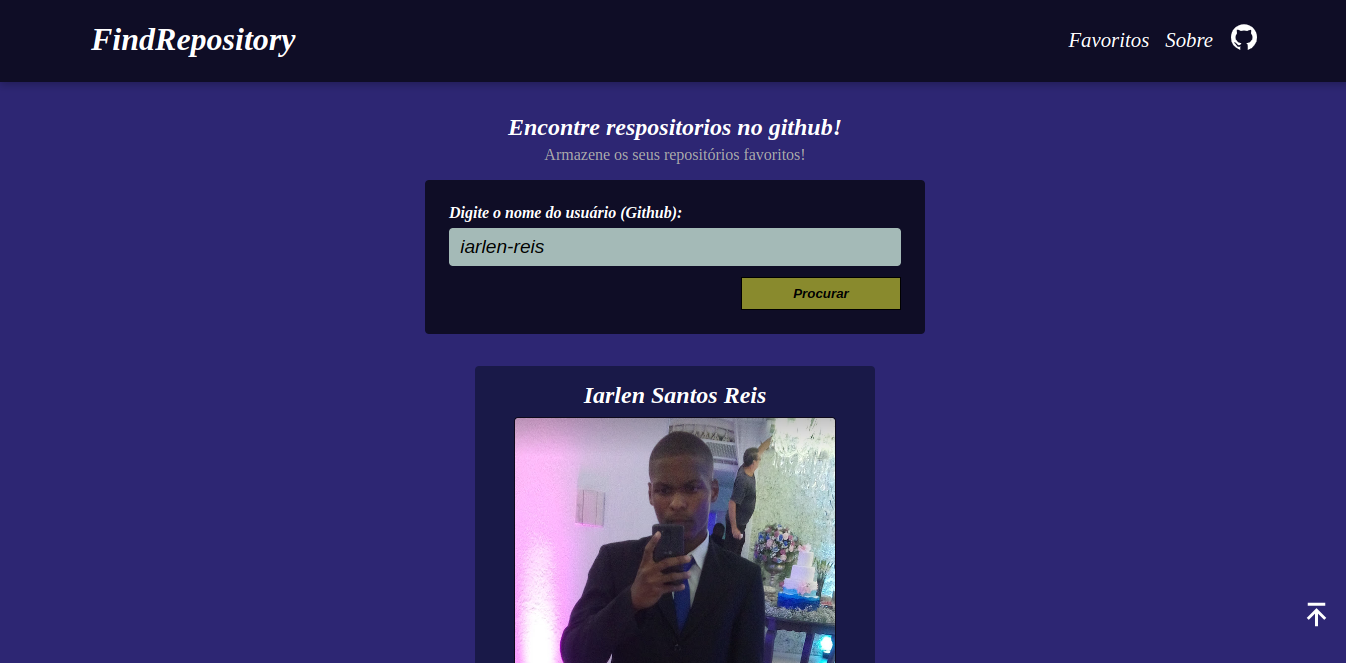 FindRepository
Favoritos Sobre
Encontre respositorios no github!
Armazene os seus repositórios favoritos!
Digite o nome do usuário (Github):
iarlen-reis
Procurar
Iarlen Santos Reis